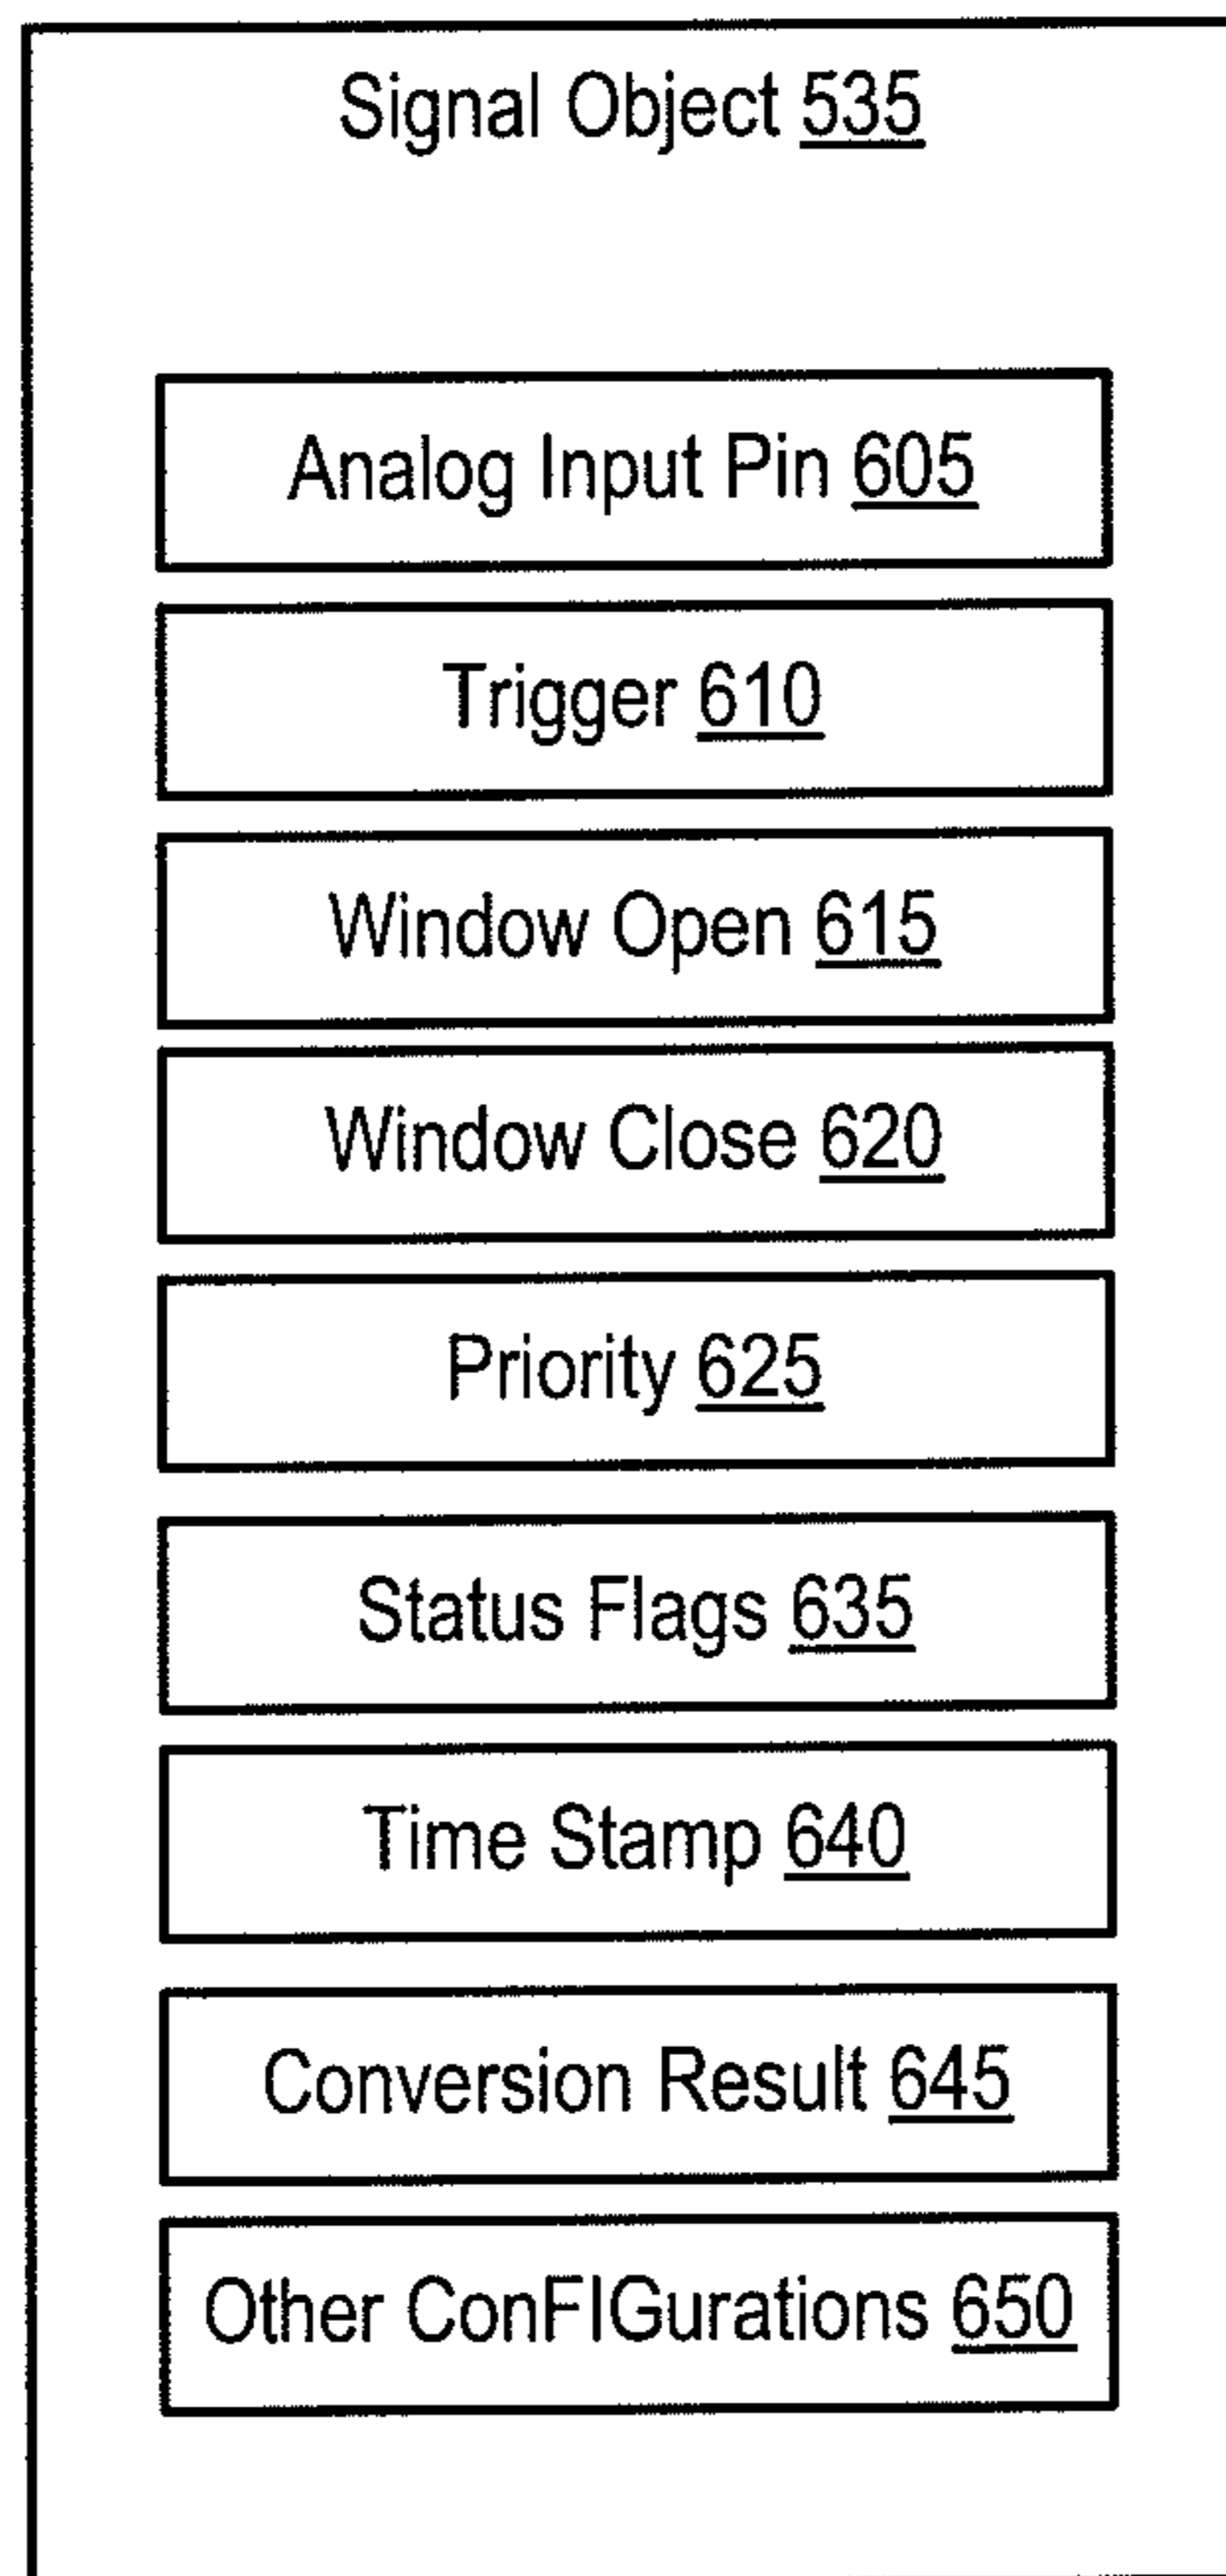 Signal Object 535
Analog Input Pin 605
Trigger 610
Window Open 615
Window Close 620
Priority 625
Status Flags 635
Time Stamp 640
Conversion Result 645
Other ConFIGurations 650